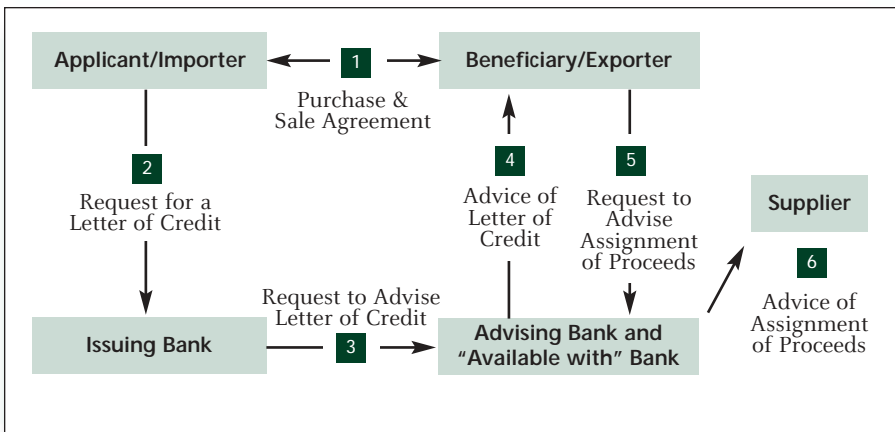 Applicant/Importer
1
Beneficiary/Exporter
Purchase &
Sale Agreement
2
Request for a
Letter of Credit
4
Advice of
Letter of
Credit
5
Request to
Advise
Assignment
of Proceeds
Supplier
6
Advice of
Assignment
of Proceeds
Request to Advise
Letter of Credit
Issuing Bank
3
Advising Bank and
“Available with” Bank